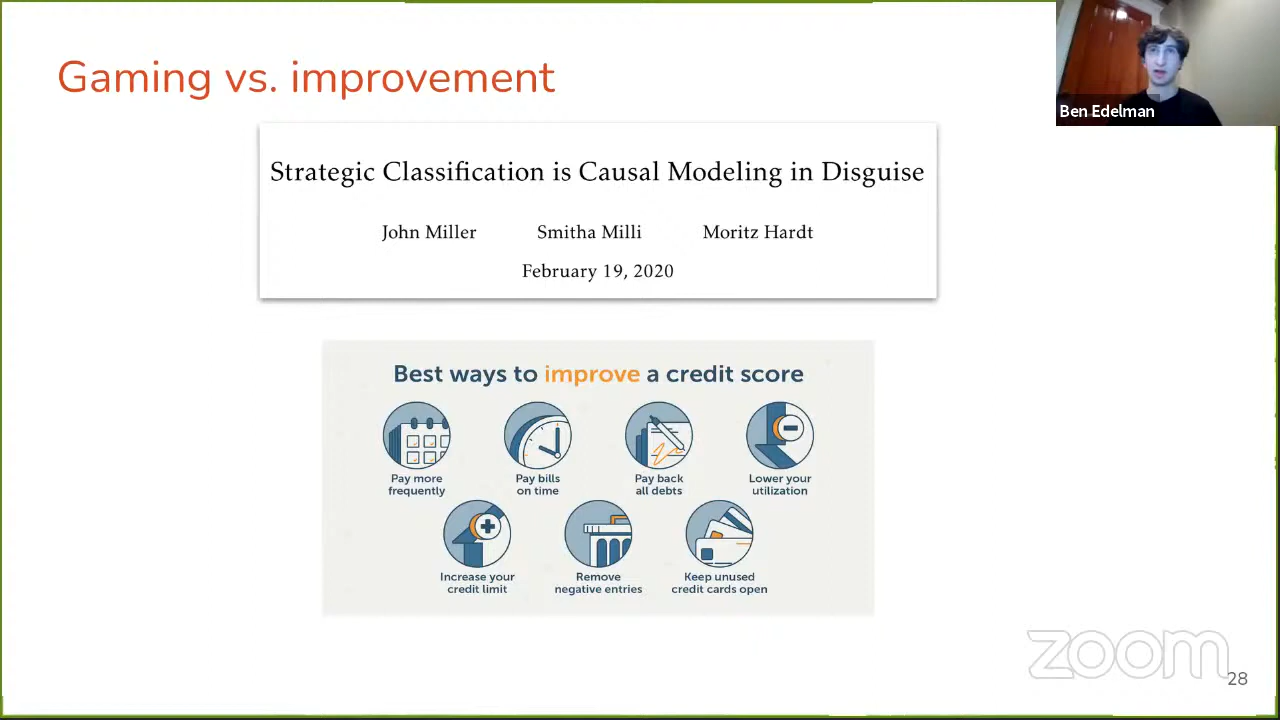 Gaming vs. improvement
Ben Edelman
Strategic Classification is Causal Modeling in Disguise
John Miller Smitha Milli Moritz Hardt
February 19, 2020
Best ways to improve a credit score
Pay more
frequently
Pay bills
on time
Pay back
all debts
Lower your
utilization
Increase your
credit limit
Remove
negative entries
Keep unused
credit cards open
zoom
28